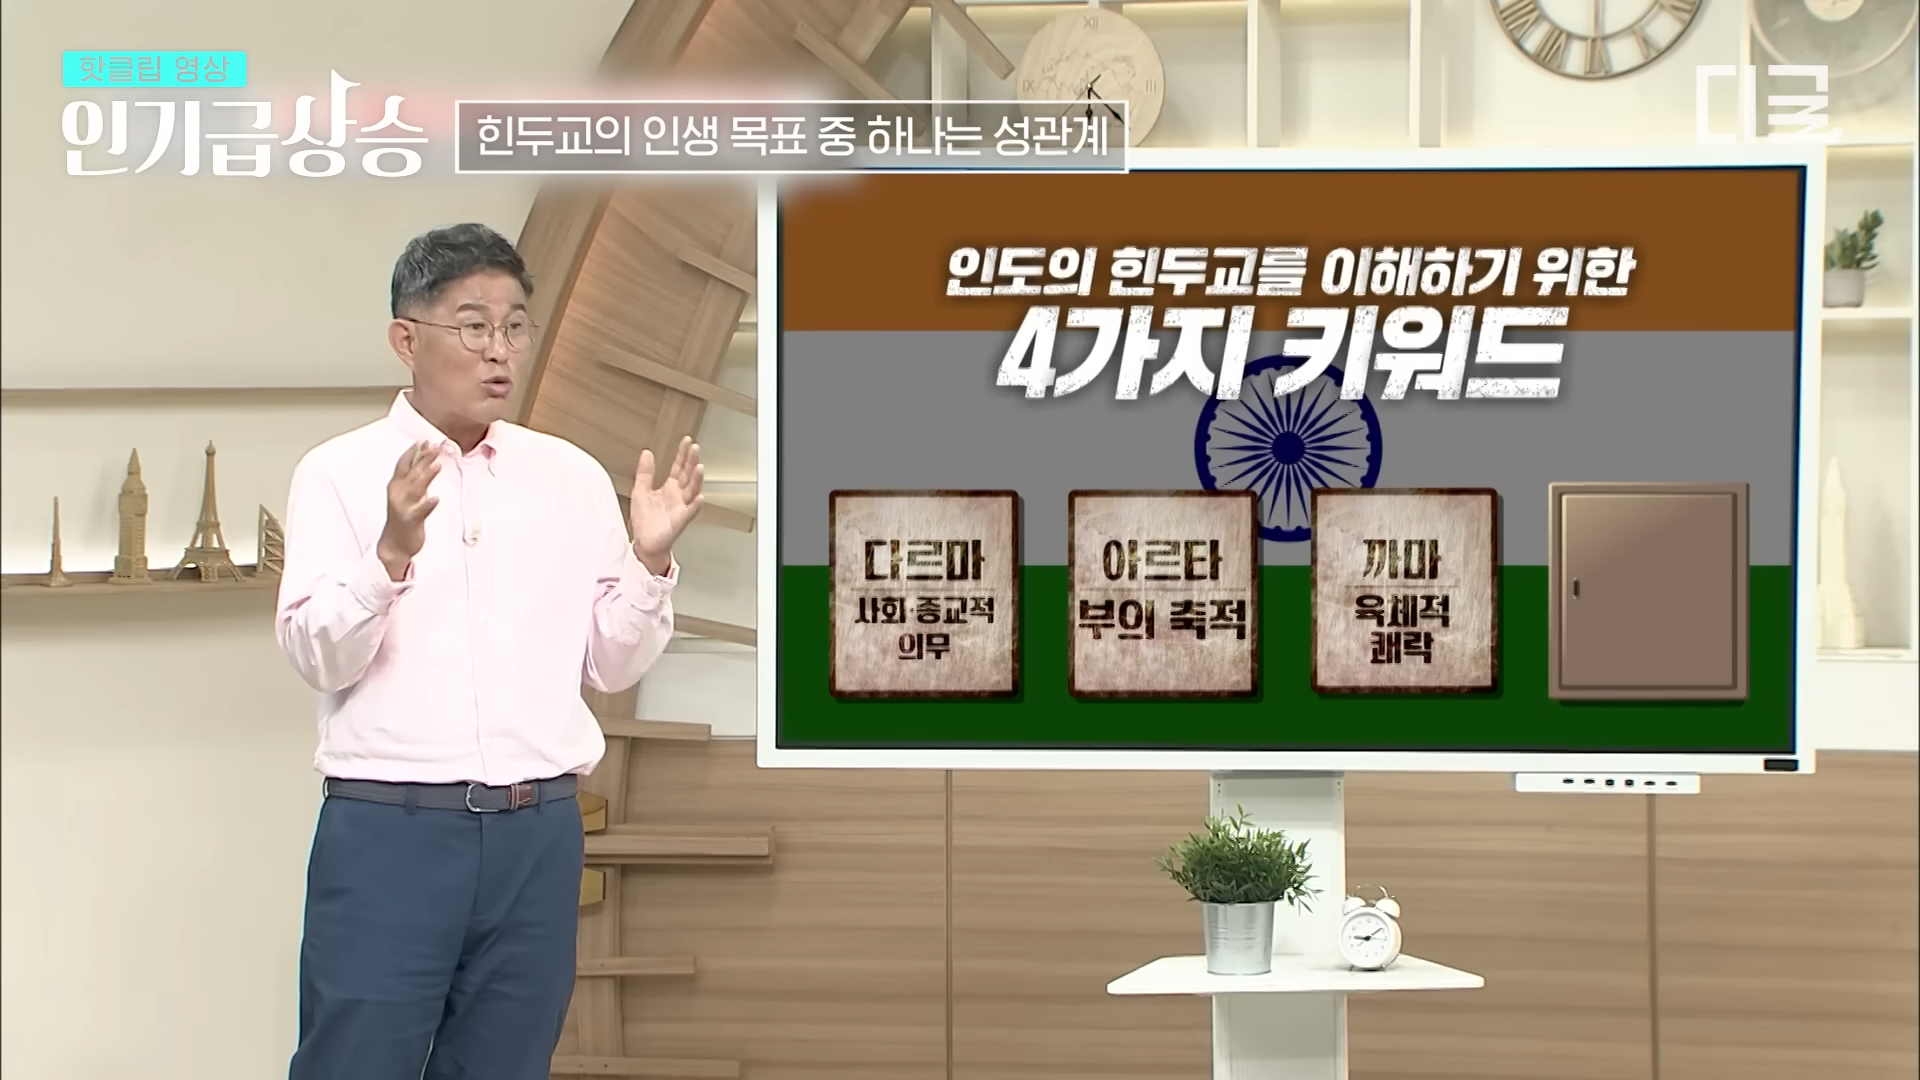 핫클립 영상
인기급상승
힌두교의 인생 목표 중 하나는 성관계
디글
인도의 힌두교를 이해하기 위한
4가지 키워드
다르마
사회·종교적
의무
아르타
부의 축적
까마
육체적
쾌락